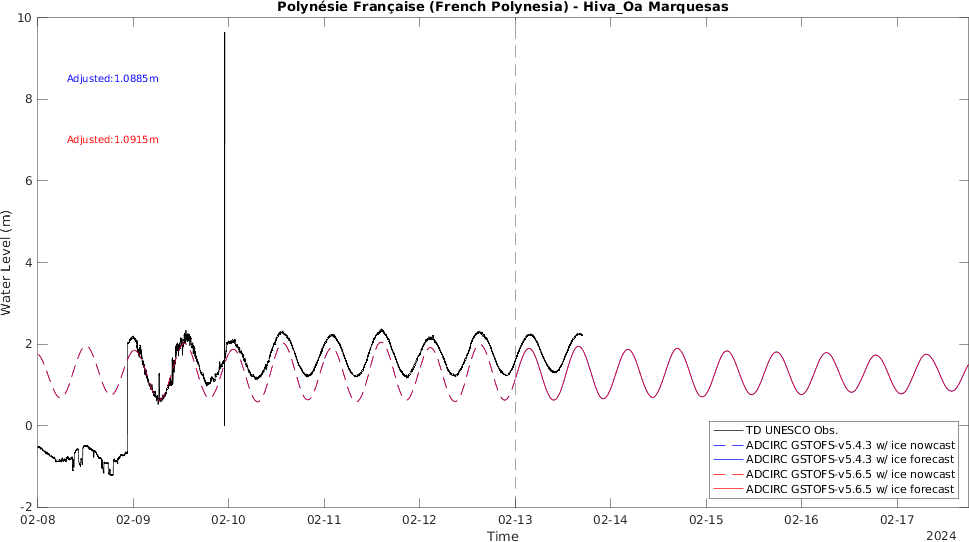 Polynésie Française (French Polynesia) - Hiva_Oa Marquesas
10
8
6
4
2
0
-2
Water Level (m)
Adjusted:1.0885m
Adjusted:1.0915m
TD UNESCO Obs.
ADCIRC GSTOFS-v5.4.3 w/ ice nowcast
ADCIRC GSTOFS-v5.4.3 w/ ice forecast
ADCIRC GSTOFS-v5.6.5 w/ ice nowcast
ADCIRC GSTOFS-v5.6.5 w/ ice forecast
02-08 02-09 02-10 02-11 02-12 02-13 02-14 02-15 02-16 02-17
Time
2024